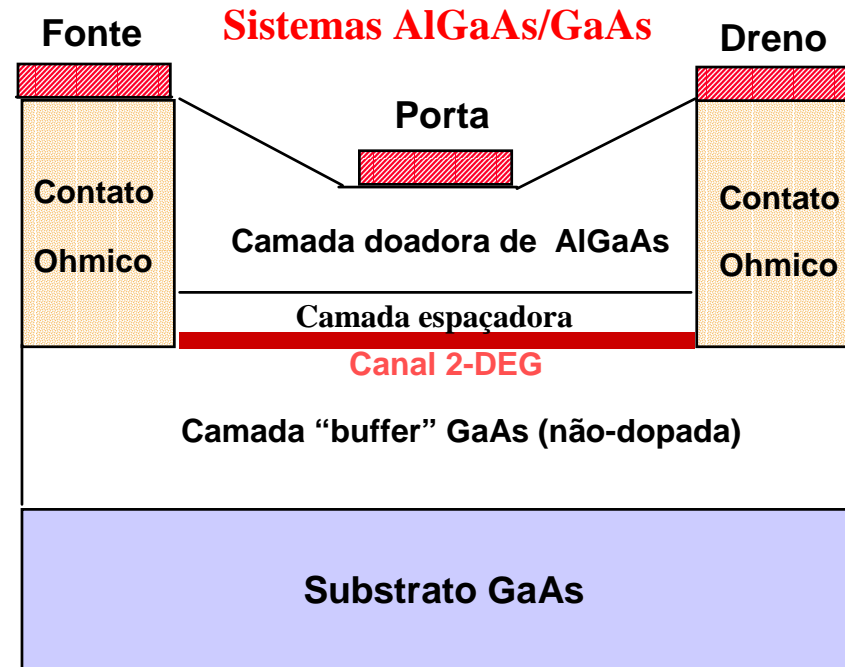 Sistemas AlGaAs/GaAs
Fonte
Dreno
Porta
Contato
Ohmico
Camada doadora de AlGaAs
Contato
Ohmico
Camada espaçadora
Canal 2-DEG
Camada “buffer” GaAs (não-dopada)
Substrato GaAs